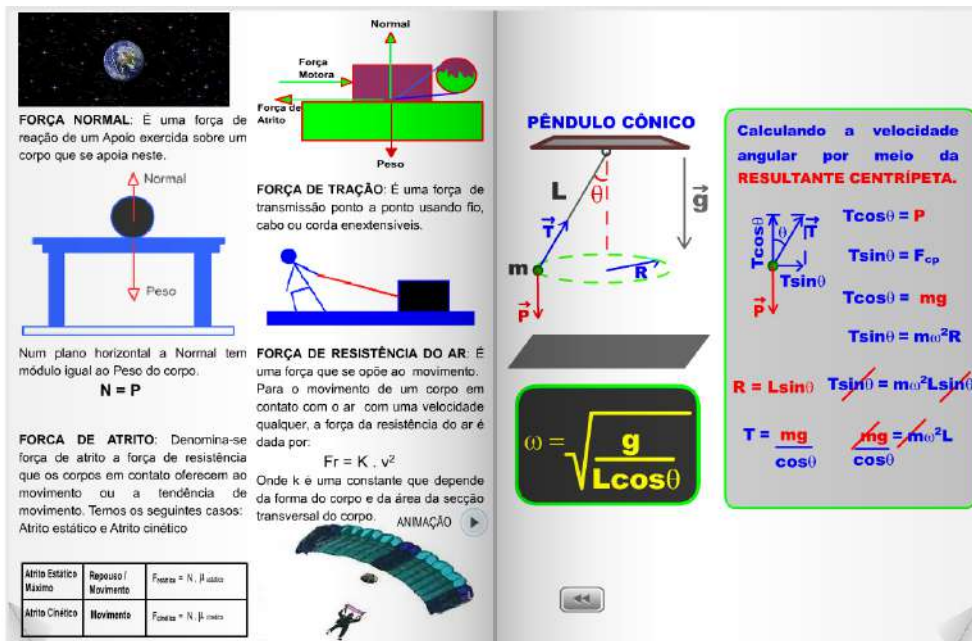 FORÇA NORMAL: É uma força de
reação de um Apoio exercida sobre um
corpo que se apoia neste.
Normal
Peso
Num plano horizontal a Normal tem
módulo igual ao Peso do corpo.
N = P
FORCA DE ATRITO: Denomina-se
força de atrito a força de resistência
que os corpos em contato oferecem ao
movimento ou a tendência de
movimento. Temos os seguintes casos:
Atrito estático e Atrito cinético
Atrito Estático
Máximo
Repouso /
Movimento
= N . μ
Atrito Cinético
Movimento
= N . μ
Normal
Força
Motora
Força de
Atrito
Peso
FORÇA DE TRAÇÃO: É uma força de
transmissão ponto a ponto usando fio,
cabo ou corda enextensiveis.
FORÇA DE RESISTÊNCIA DO AR: É
uma força que se opõe ao movimento.
Para o movimento de um corpo em
contato com o ar com uma velocidade
qualquer, a força da resistência do ar é
dada por:
Fr = K . v²
Onde k é uma constante que depende
da forma do corpo e da área da secção
transversal do corpo.
ANIMAÇÃO
PÊNDULO CÔNICO
L
θ
g⃗
T⃗
m
R
P⃗
ω = √(g / Lcosθ)
Calculando a velocidade
angular por meio da
RESULTANTE CENTRÍPETA.
Tcosθ
θ
Tsinθ
P⃗
Tcosθ = P
Tsinθ = Fcp
Tcosθ = mg
Tsinθ = mω²R
R = Lsinθ
Tsinθ = mω²Lsinθ
T = mg / cosθ
mg / cosθ = mω²L